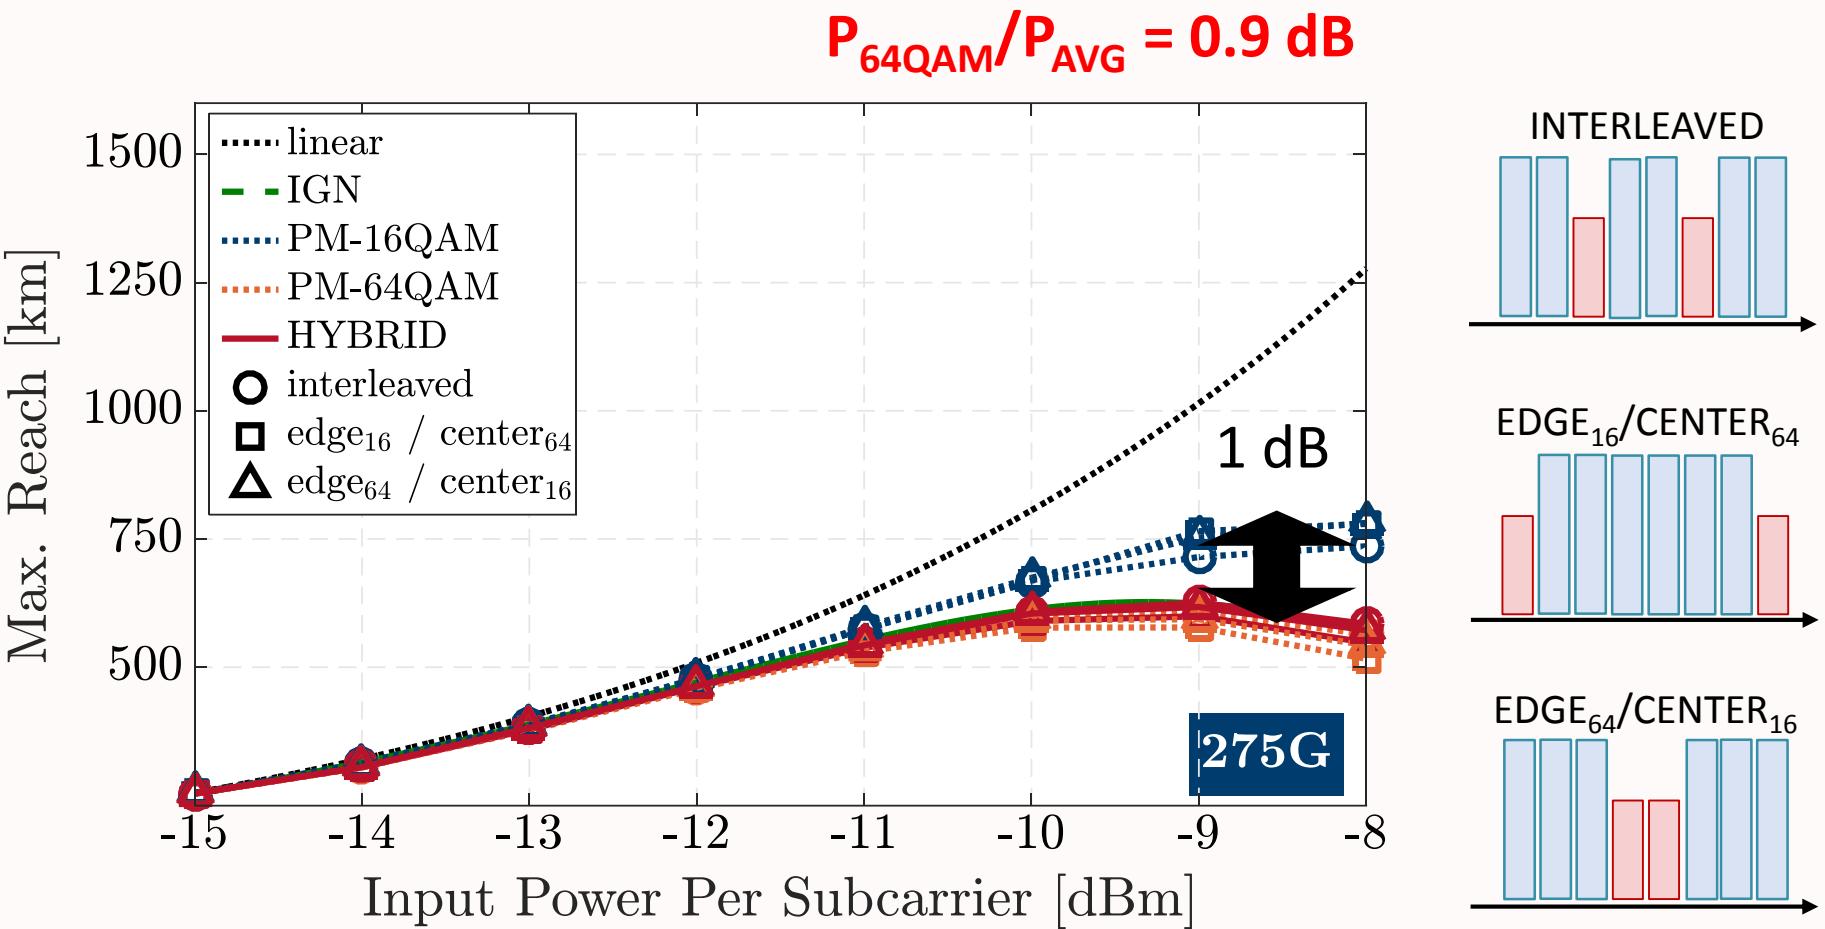 P64QAM/PAVG = 0.9 dB
Max. Reach [km]
1500
1250
1000
750
500
linear
IGN
PM-16QAM
PM-64QAM
HYBRID
interleaved
edge16 / center64
edge64 / center16
1 dB
275G
-15 -14 -13 -12 -11 -10 -9 -8
Input Power Per Subcarrier [dBm]
INTERLEAVED
EDGE16/CENTER64
EDGE64/CENTER16